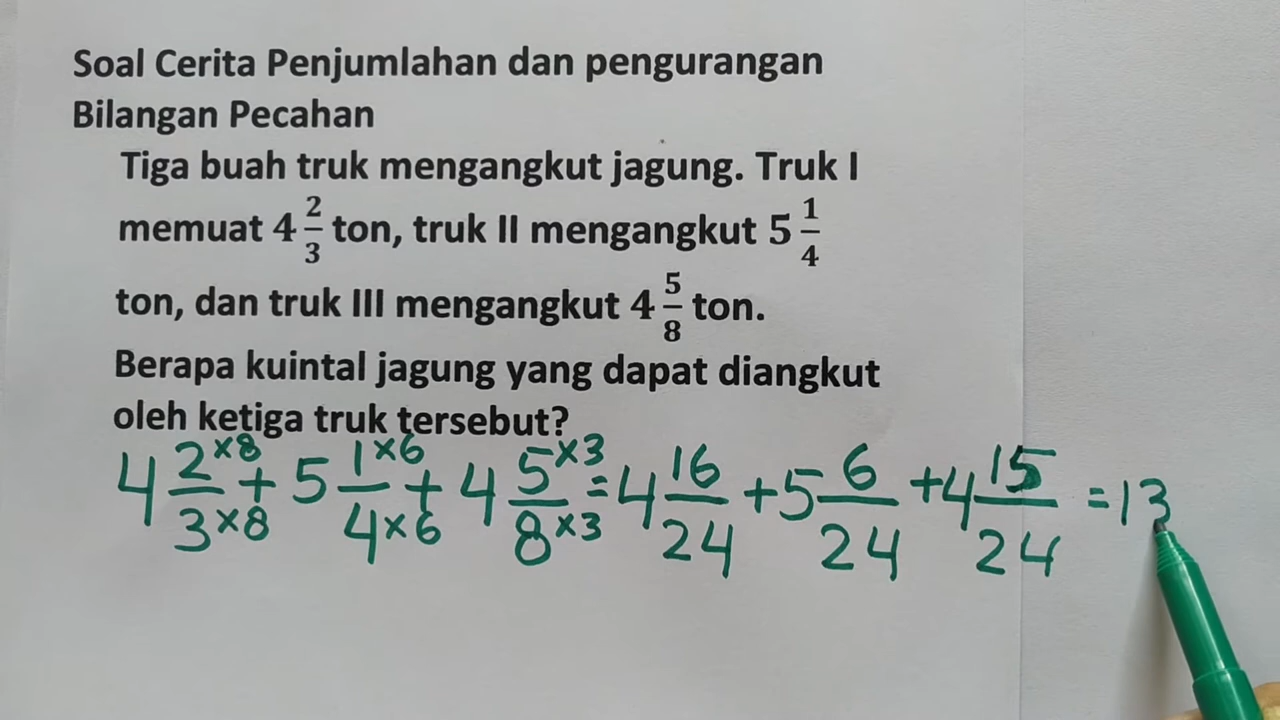 Soal Cerita Penjumlahan dan pengurangan
Bilangan Pecahan
Tiga buah truk mengangkut jagung. Truk I
memuat 4 2/3 ton, truk II mengangkut 5 1/4
ton, dan truk III mengangkut 4 5/8 ton.
Berapa kuintal jagung yang dapat diangkut
oleh ketiga truk tersebut?
4 2×8/3×8 + 5 1×6/4×6 + 4 5×3/8×3 = 4 16/24 + 5 6/24 + 4 15/24 = 13